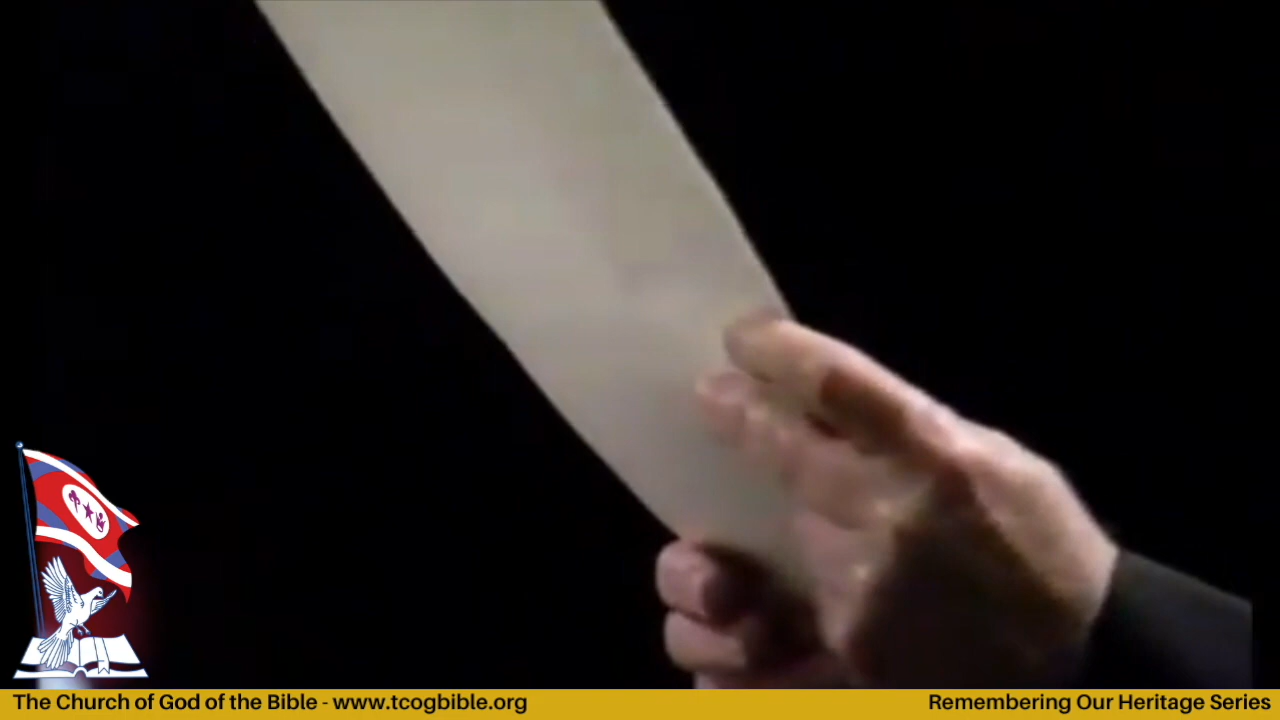 The Church of God of the Bible - www.tcogbible.org
Remembering Our Heritage Series